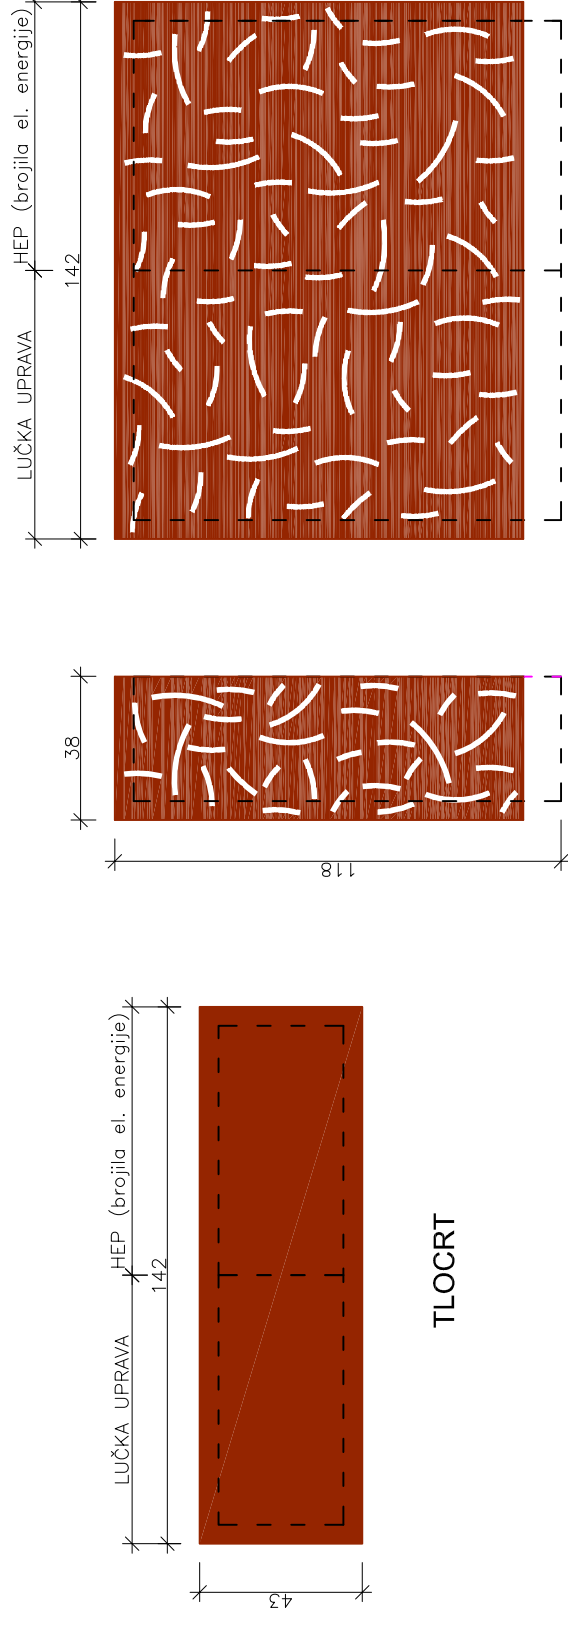 LUČKA UPRAVA
HEP (brojila el. energije)
142
38
118
LUČKA UPRAVA
HEP (brojila el. energije)
142
43
TLOCRT